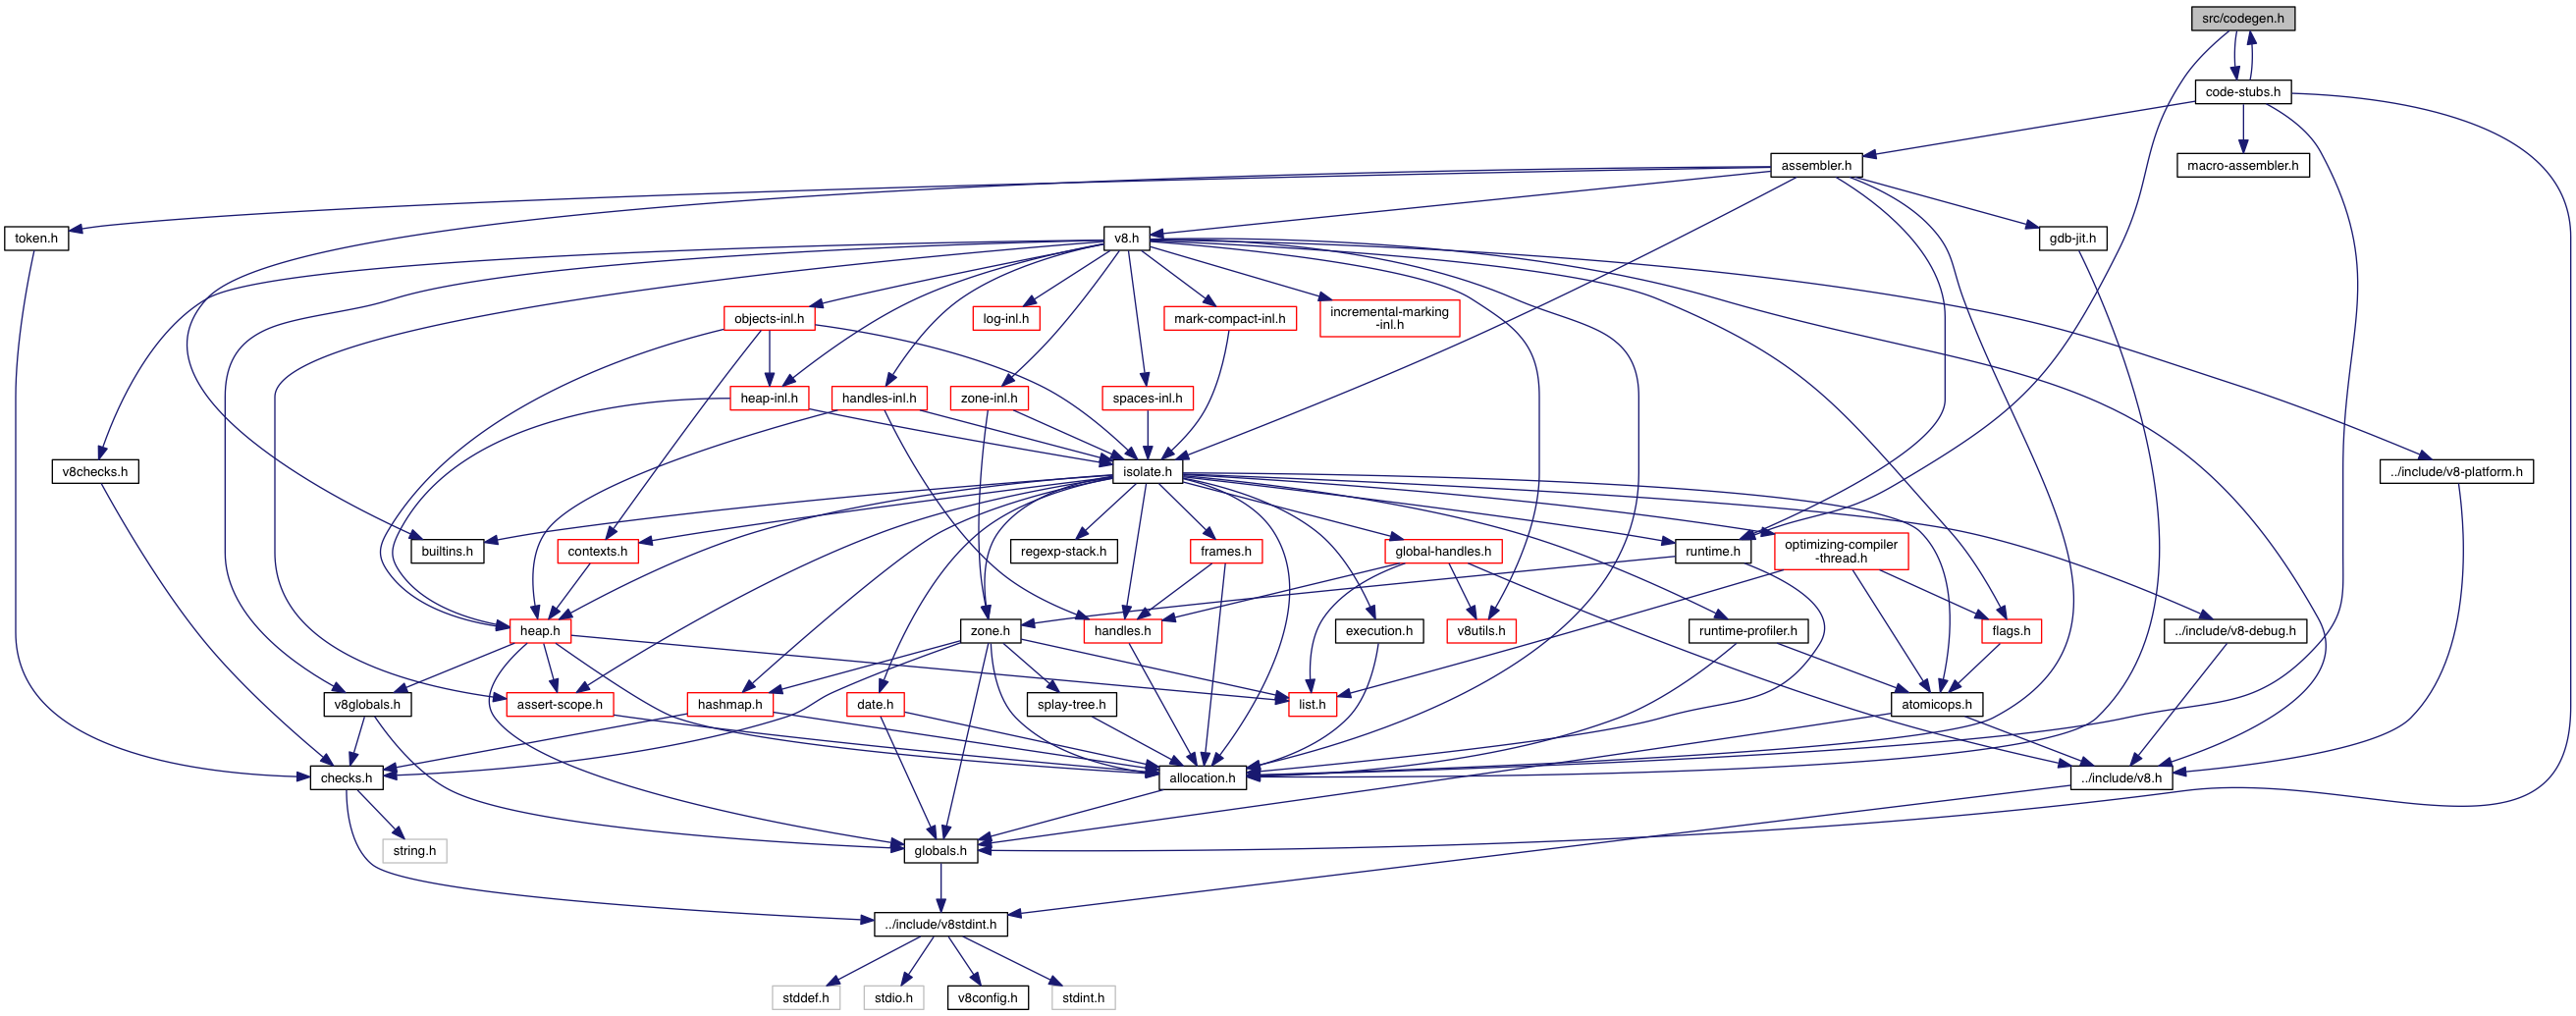 src/codegen.h
code-stubs.h
assembler.h
macro-assembler.h
token.h
v8.h
gdb-jit.h
objects-inl.h
log-inl.h
mark-compact-inl.h
incremental-marking
-inl.h
heap-inl.h
handles-inl.h
zone-inl.h
spaces-inl.h
v8checks.h
isolate.h
../include/v8-platform.h
builtins.h
contexts.h
regexp-stack.h
frames.h
global-handles.h
runtime.h
optimizing-compiler
-thread.h
heap.h
zone.h
handles.h
execution.h
v8utils.h
runtime-profiler.h
flags.h
../include/v8-debug.h
v8globals.h
assert-scope.h
hashmap.h
date.h
splay-tree.h
list.h
atomicops.h
checks.h
allocation.h
../include/v8.h
string.h
globals.h
../include/v8stdint.h
stddef.h
stdio.h
v8config.h
stdint.h